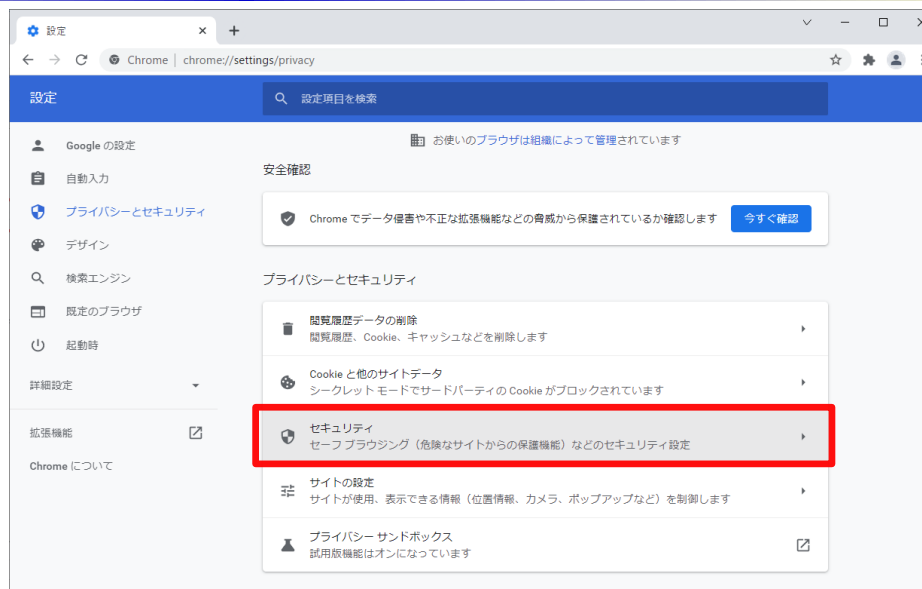 設定
Chrome | chrome://settings/privacy
設定
設定項目を検索
Google の設定
自動入力
プライバシーとセキュリティ
デザイン
検索エンジン
既定のブラウザ
起動時
詳細設定
拡張機能
Chrome について
お使いのブラウザは組織によって管理されています
安全確認
Chrome でデータ侵害や不正な拡張機能などの脅威から保護されているか確認します
今すぐ確認
プライバシーとセキュリティ
閲覧履歴データの削除
閲覧履歴、Cookie、キャッシュなどを削除します
Cookie と他のサイトデータ
シークレット モードでサードパーティの Cookie がブロックされています
セキュリティ
セーフ ブラウジング（危険なサイトからの保護機能）などのセキュリティ設定
サイトの設定
サイトが使用、表示できる情報（位置情報、カメラ、ポップアップなど）を制御します
プライバシー サンドボックス
試用版機能はオンになっています